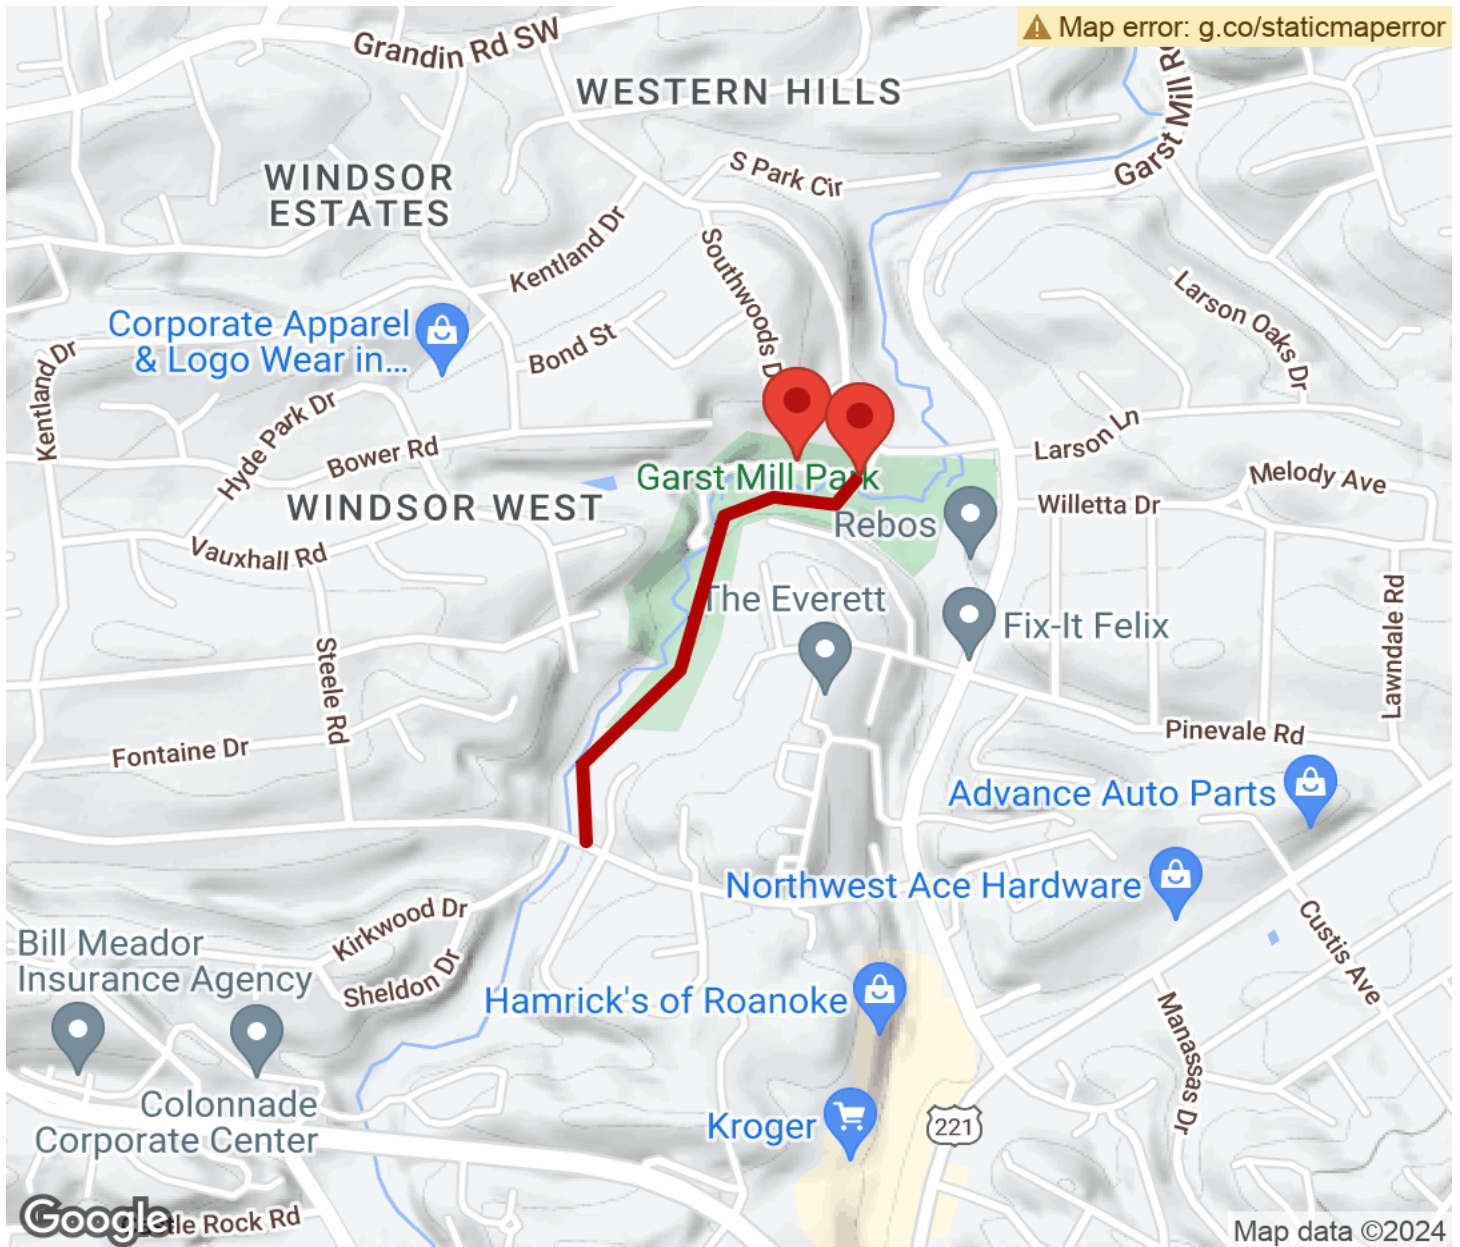 Map error: g.co/staticmaperror
Grandin Rd SW
WESTERN HILLS
Garst Mill R
WINDSOR
ESTATES
S Park Cir
Kentland Dr
Southwoods D
Larson Oaks Dr
Corporate Apparel
& Logo Wear in...
Bond St
Kentland Dr
Hyde Park Dr
Bower Rd
Larson Ln
Garst Mill Park
Melody Ave
WINDSOR WEST
Rebos
Willetta Dr
Vauxhall Rd
The Everett
Fix-It Felix
Lawndale Rd
Steele Rd
Fontaine Dr
Pinevale Rd
Advance Auto Parts
Northwest Ace Hardware
Kirkwood Dr
Custis Ave
Bill Meador
Insurance Agency
Sheldon Dr
Hamrick's of Roanoke
Manassas Dr
Colonnade
Corporate Center
Kroger
221
Google
Castle Rock Rd
Map data ©2024